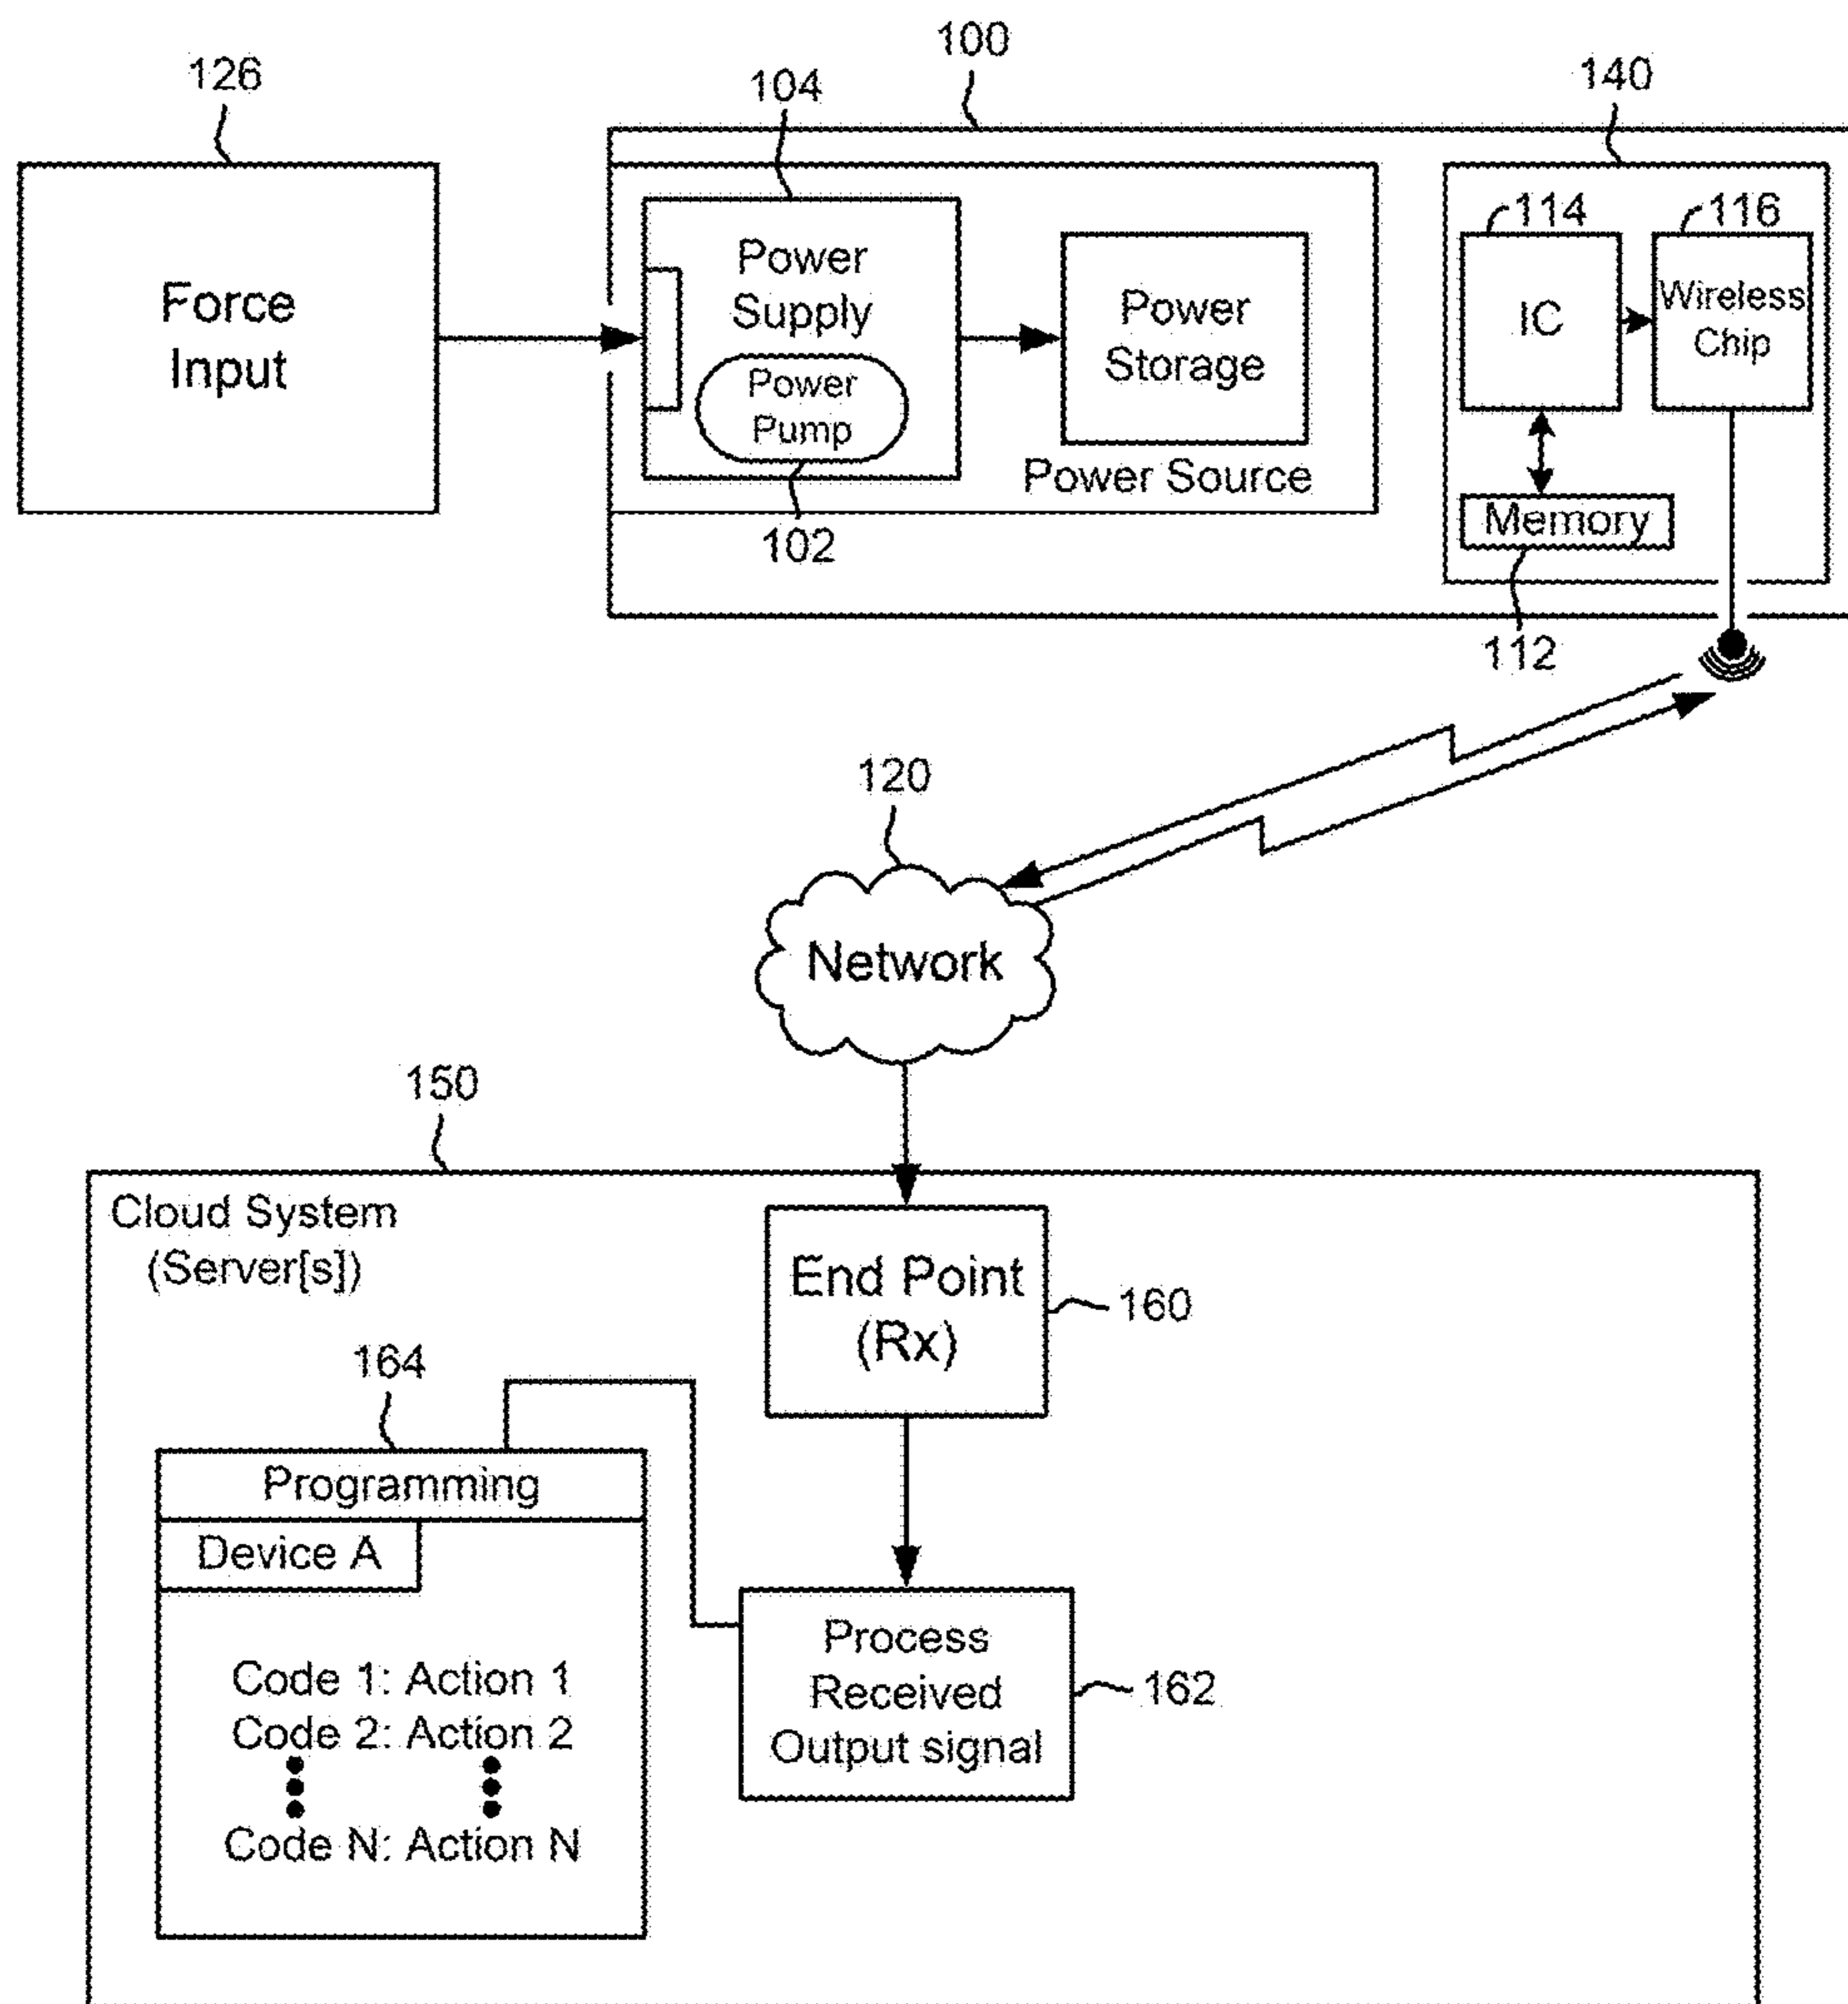 100
126
104
140
114
116
Force
Input
Power
Supply
Power
Pump
Power
Storage
Power Source
IC
Wireless
Chip
Memory
102
112
120
Network
150
Cloud System
(Server[s])
End Point
(Rx)
160
164
Programming
Device A
Code 1: Action 1
Code 2: Action 2
Code N: Action N
Process
Received
Output signal
162